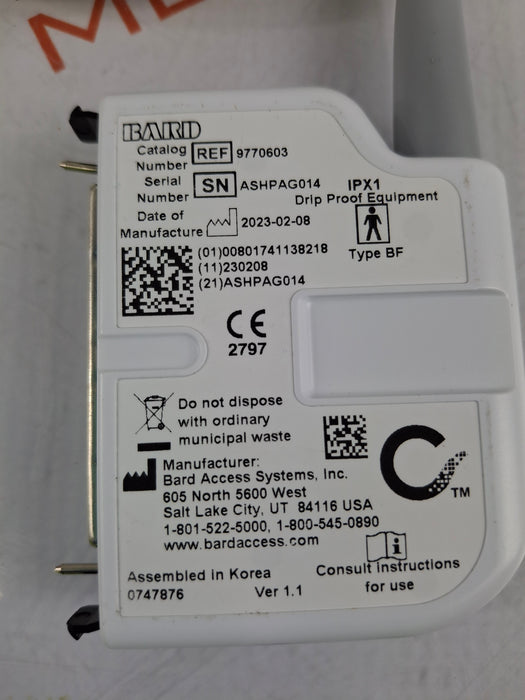 BARD
Catalog Number REF 9770603
Serial Number SN ASHPAG014
IPX1
Drip Proof Equipment
Date of Manufacture 2023-02-08
Type BF
(01)00801741138218
(11)230208
(21)ASHPAG014
CE
2797
Do not dispose
with ordinary
municipal waste
Manufacturer:
Bard Access Systems, Inc.
605 North 5600 West
Salt Lake City, UT 84116 USA
1-801-522-5000, 1-800-545-0890
www.bardaccess.com
TM
Consult instructions
for use
Assembled in Korea
0747876
Ver 1.1